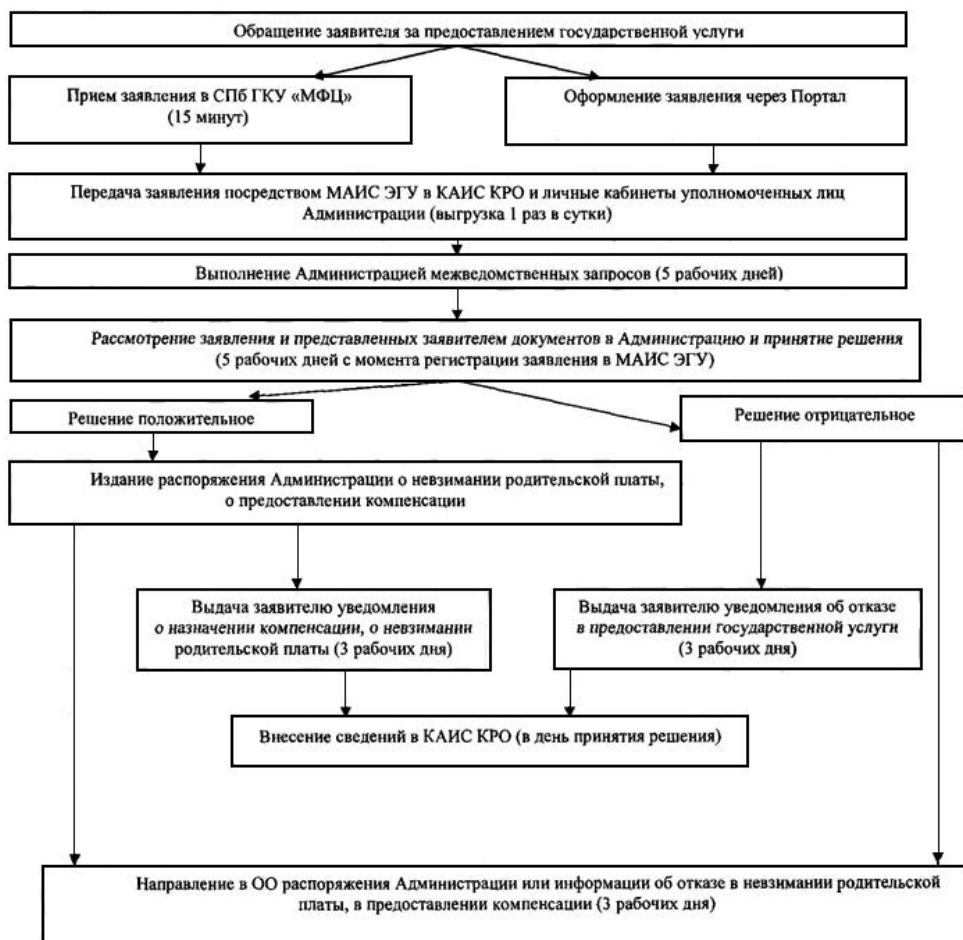 Обращение заявителя за предоставлением государственной услуги
Прием заявления в СПб ГКУ «МФЦ»
(15 минут)
Оформление заявления через Портал
Передача заявления посредством МАИС ЭГУ в КАИС КРО и личные кабинеты уполномоченных лиц
Администрации (выгрузка 1 раз в сутки)
Выполнение Администрацией межведомственных запросов (5 рабочих дней)
Рассмотрение заявления и представленных заявителем документов в Администрацию и принятие решения
(5 рабочих дней с момента регистрации заявления в МАИС ЭГУ)
Решение положительное
Решение отрицательное
Издание распоряжения Администрации о невзимании родительской платы,
о предоставлении компенсации
Выдача заявителю уведомления
о назначении компенсации, о невзимании
родительской платы (3 рабочих дня)
Выдача заявителю уведомления об отказе
в предоставлении государственной услуги
(3 рабочих дня)
Внесение сведений в КАИС КРО (в день принятия решения)
Направление в ОО распоряжения Администрации или информации об отказе в невзимании родительской
платы, в предоставлении компенсации (3 рабочих дня)